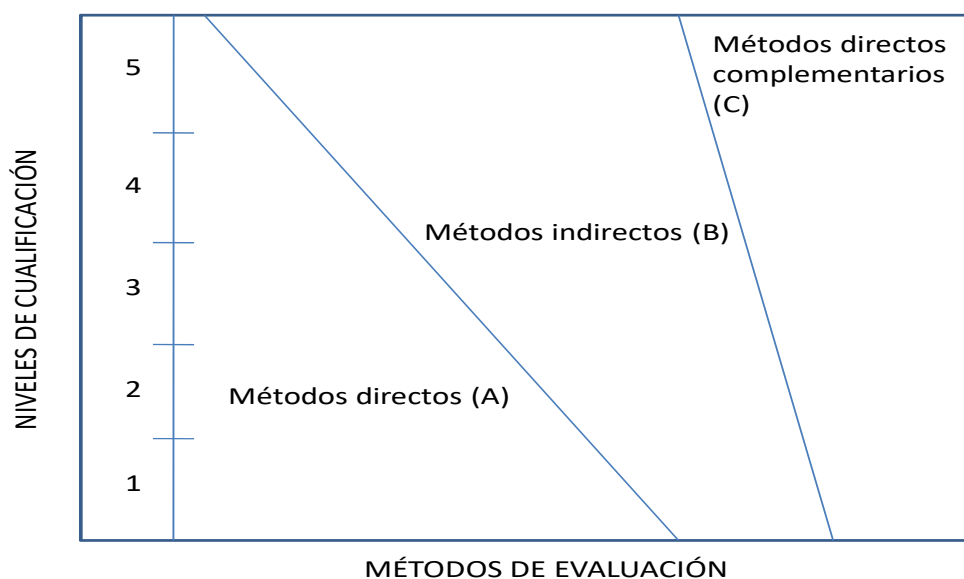 Métodos directos
complementarios
(C)
5
4
Métodos indirectos (B)
3
Métodos directos (A)
2
1
NIVELES DE CUALIFICACIÓN
MÉTODOS DE EVALUACIÓN